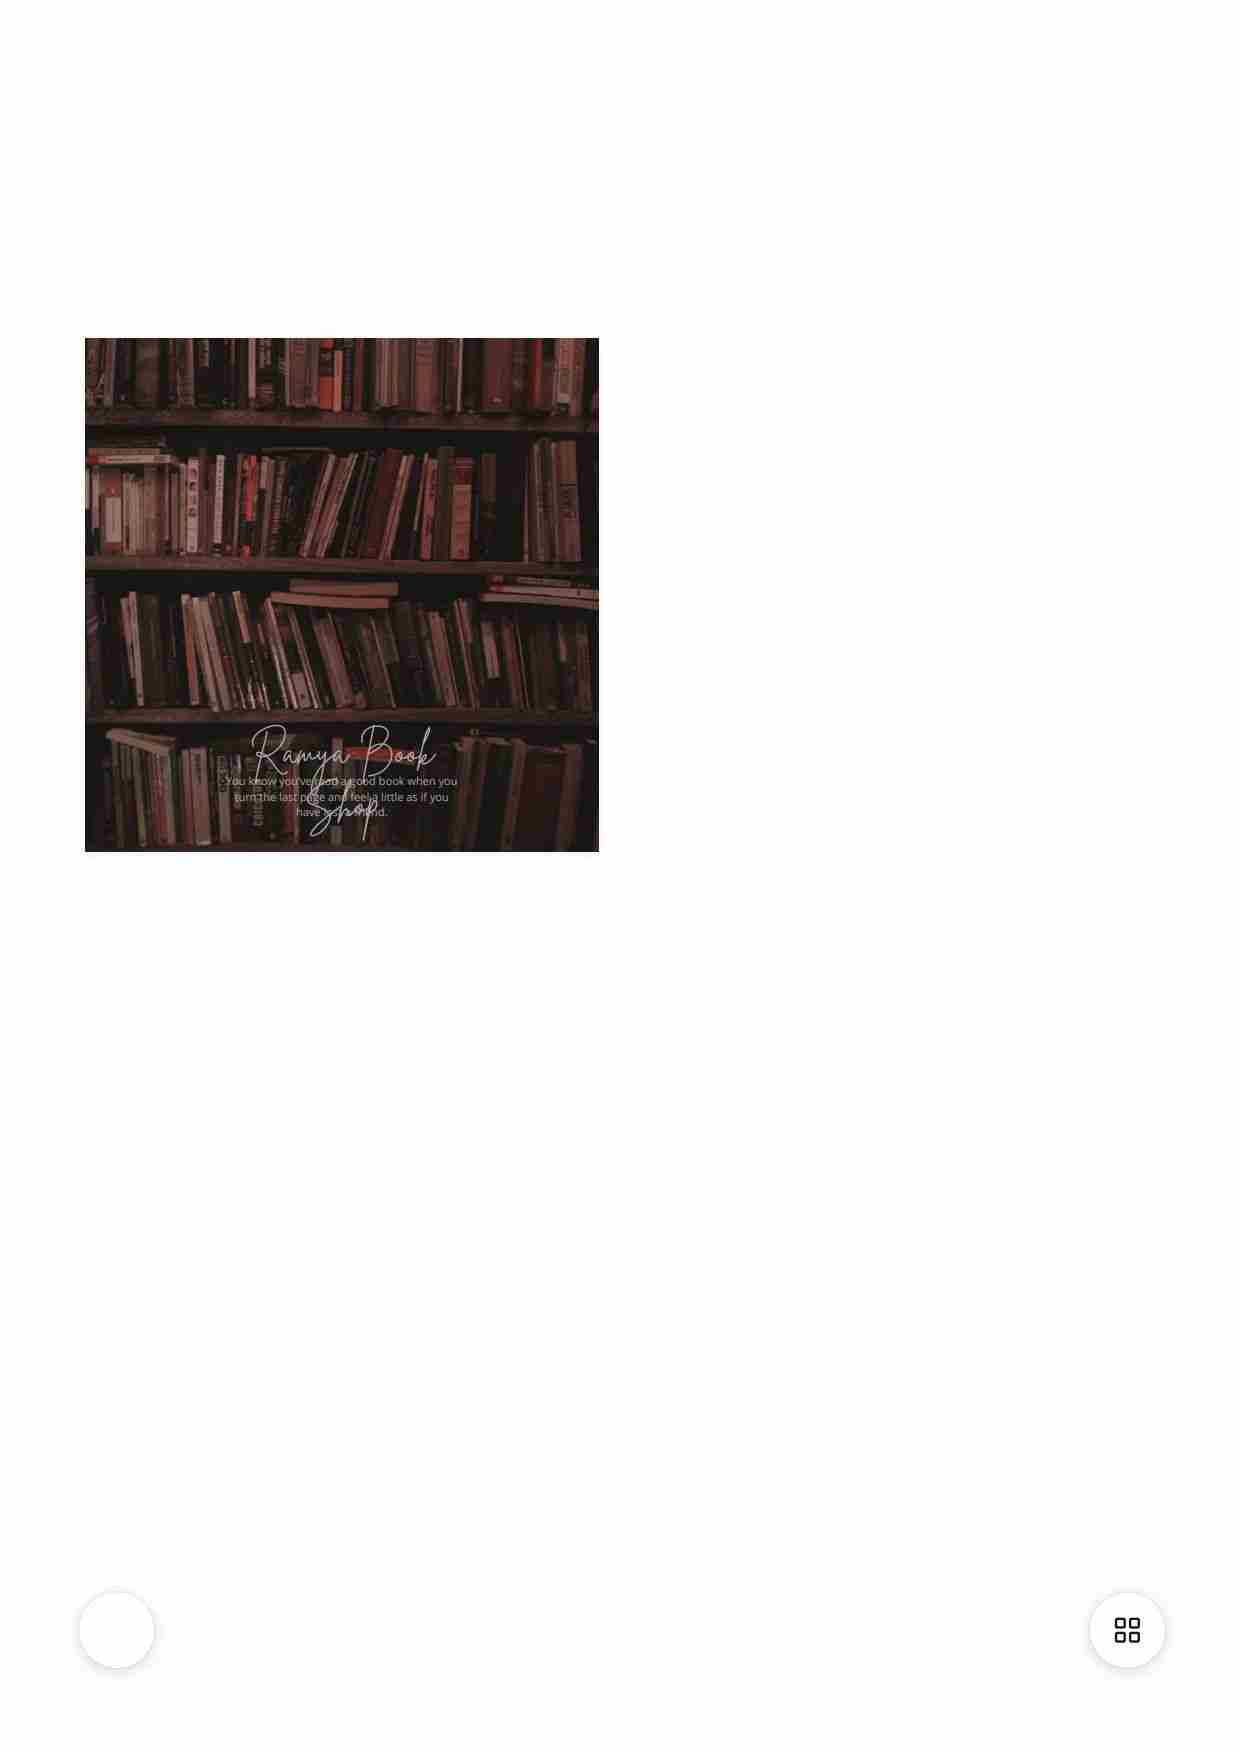 Ramya Book
Shop
You know you've read a good book when you
turn the last page and feel a little as if you
have lost a friend.